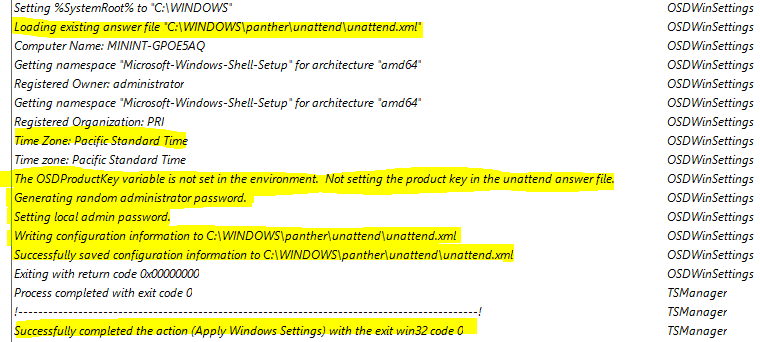 Setting %SystemRoot% to "C:\WINDOWS" OSDWinSettings
Loading existing answer file "C:\WINDOWS\panther\unattend\unattend.xml" OSDWinSettings
Computer Name: MININT-GPOE5AQ OSDWinSettings
Getting namespace "Microsoft-Windows-Shell-Setup" for architecture "amd64" OSDWinSettings
Registered Owner: administrator OSDWinSettings
Getting namespace "Microsoft-Windows-Shell-Setup" for architecture "amd64" OSDWinSettings
Registered Organization: PRI OSDWinSettings
Time Zone: Pacific Standard Time OSDWinSettings
Time zone: Pacific Standard Time OSDWinSettings
The OSDProductKey variable is not set in the environment.  Not setting the product key in the unattend answer file. OSDWinSettings
Generating random administrator password. OSDWinSettings
Setting local admin password. OSDWinSettings
Writing configuration information to C:\WINDOWS\panther\unattend\unattend.xml OSDWinSettings
Successfully saved configuration information to C:\WINDOWS\panther\unattend\unattend.xml OSDWinSettings
Exiting with return code 0x00000000 OSDWinSettings
Process completed with exit code 0 TSManager
!--------------------------------------------------------------------------------------------! TSManager
Successfully completed the action (Apply Windows Settings) with the exit win32 code 0 TSManager